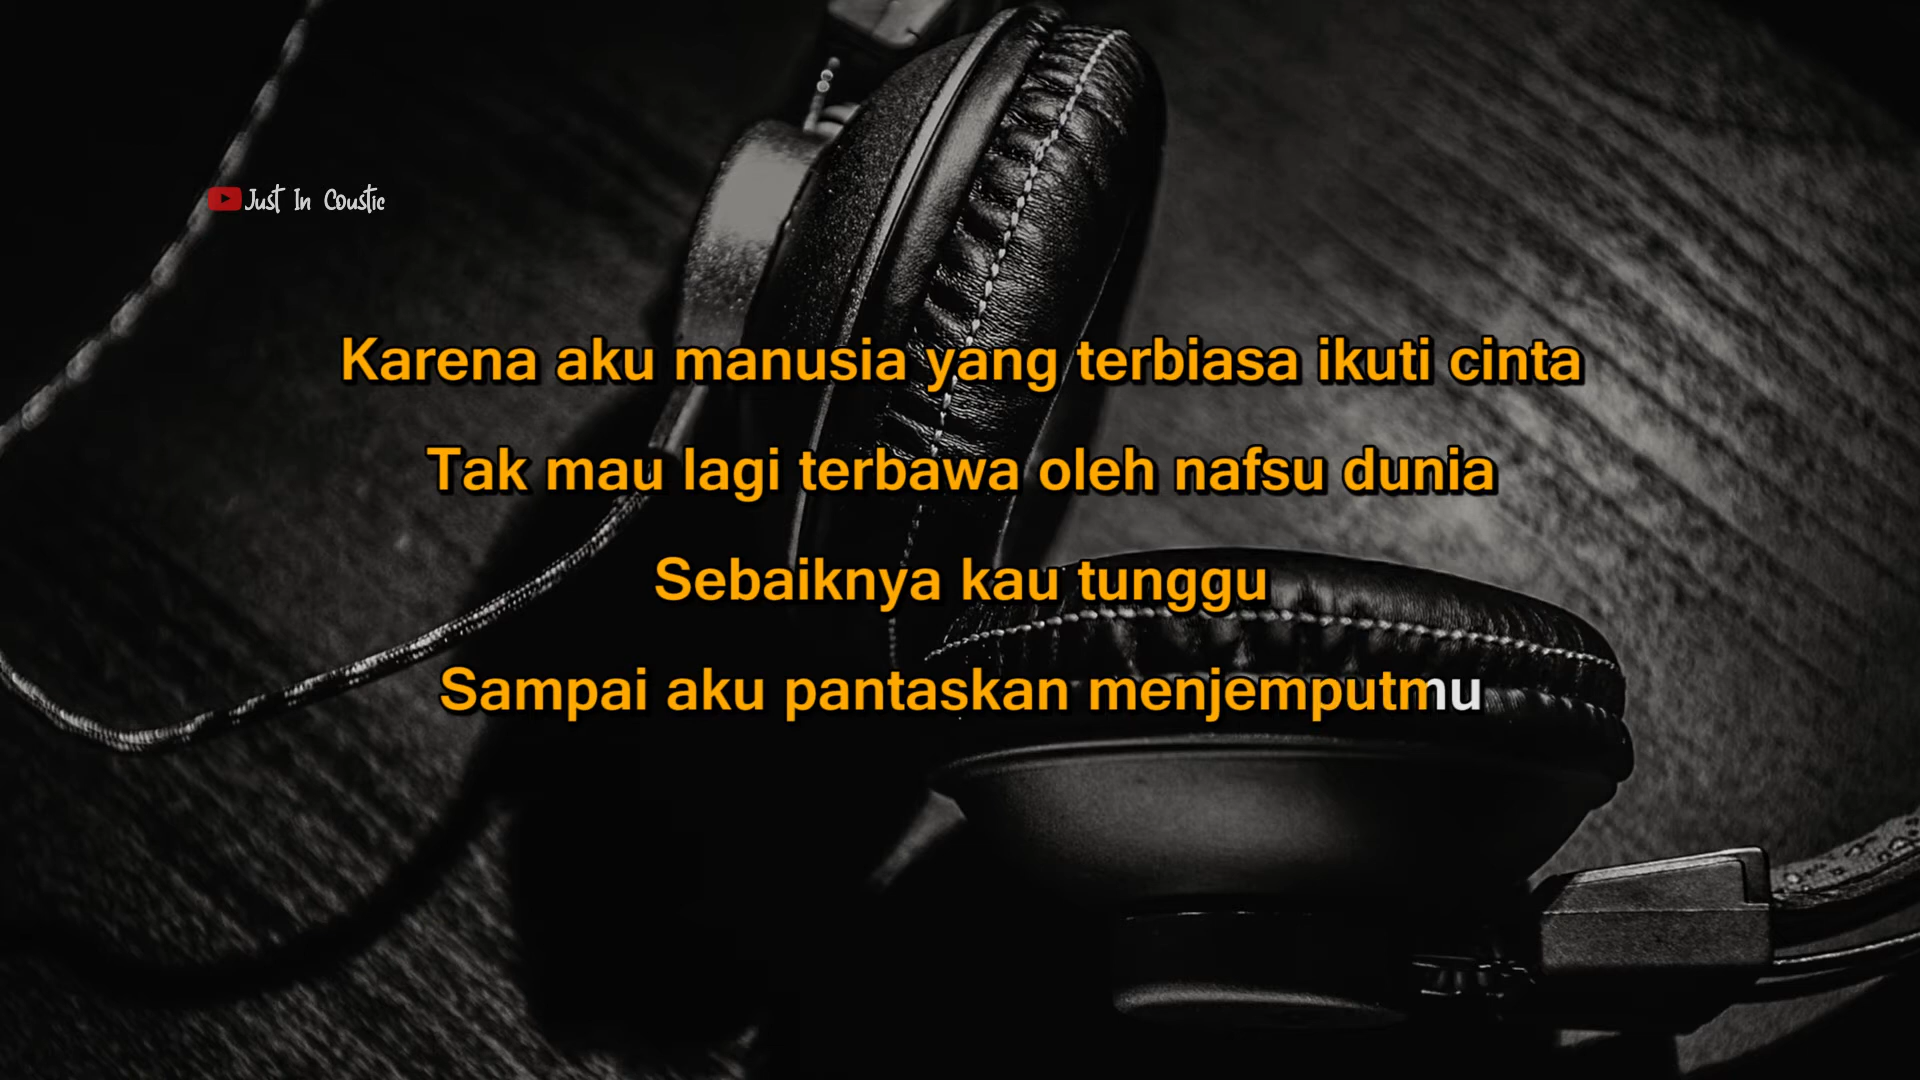 Just In Coustic
Karena aku manusia yang terbiasa ikuti cinta
Tak mau lagi terbawa oleh nafsu dunia
Sebaiknya kau tunggu
Sampai aku pantaskan menjemputmu